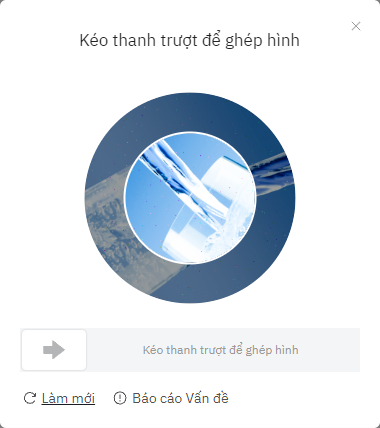 Kéo thanh trượt để ghép hình
Kéo thanh trượt để ghép hình
Làm mới Báo cáo Vấn đề